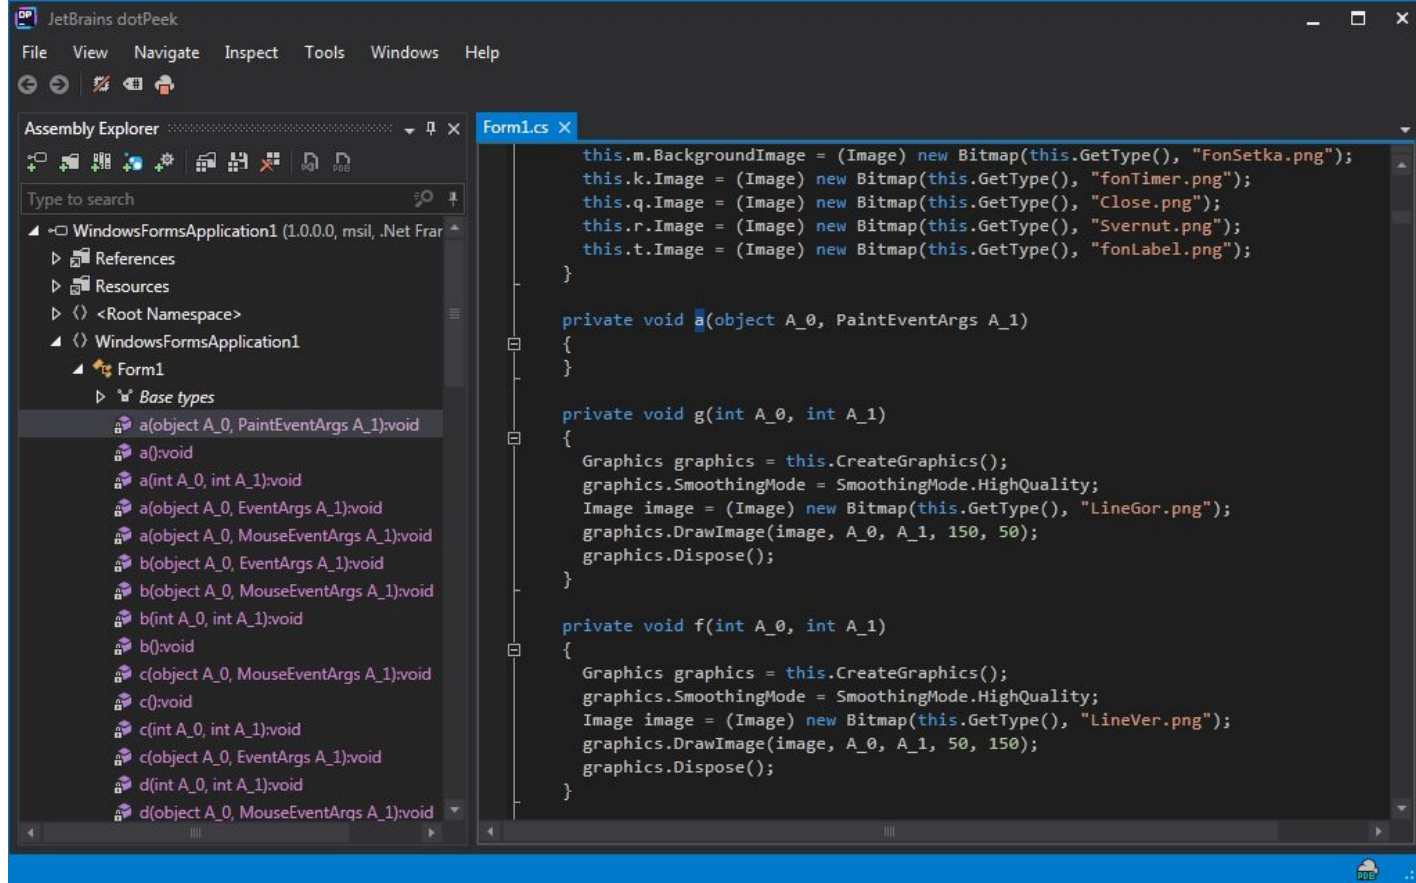 JetBrains dotPeek
File View Navigate Inspect Tools Windows Help
Assembly Explorer
Type to search
WindowsFormsApplication1 (1.0.0.0, msil, .Net Frar
References
Resources
<Root Namespace>
WindowsFormsApplication1
Form1
Base types
a(object A_0, PaintEventArgs A_1):void
a():void
a(int A_0, int A_1):void
a(object A_0, EventArgs A_1):void
a(object A_0, MouseEventArgs A_1):void
b(object A_0, EventArgs A_1):void
b(object A_0, MouseEventArgs A_1):void
b(int A_0, int A_1):void
b():void
c(object A_0, MouseEventArgs A_1):void
c():void
c(int A_0, int A_1):void
c(object A_0, EventArgs A_1):void
d(int A_0, int A_1):void
d(object A_0, MouseEventArgs A_1):void
Form1.cs
this.m.BackgroundImage = (Image) new Bitmap(this.GetType(), "FonSetka.png");
this.k.Image = (Image) new Bitmap(this.GetType(), "fonTimer.png");
this.q.Image = (Image) new Bitmap(this.GetType(), "Close.png");
this.r.Image = (Image) new Bitmap(this.GetType(), "Svernut.png");
this.t.Image = (Image) new Bitmap(this.GetType(), "fonLabel.png");
}
private void a(object A_0, PaintEventArgs A_1)
{
}
private void g(int A_0, int A_1)
{
Graphics graphics = this.CreateGraphics();
graphics.SmoothingMode = SmoothingMode.HighQuality;
Image image = (Image) new Bitmap(this.GetType(), "LineGor.png");
graphics.DrawImage(image, A_0, A_1, 150, 50);
graphics.Dispose();
}
private void f(int A_0, int A_1)
{
Graphics graphics = this.CreateGraphics();
graphics.SmoothingMode = SmoothingMode.HighQuality;
Image image = (Image) new Bitmap(this.GetType(), "LineVer.png");
graphics.DrawImage(image, A_0, A_1, 50, 150);
graphics.Dispose();
}